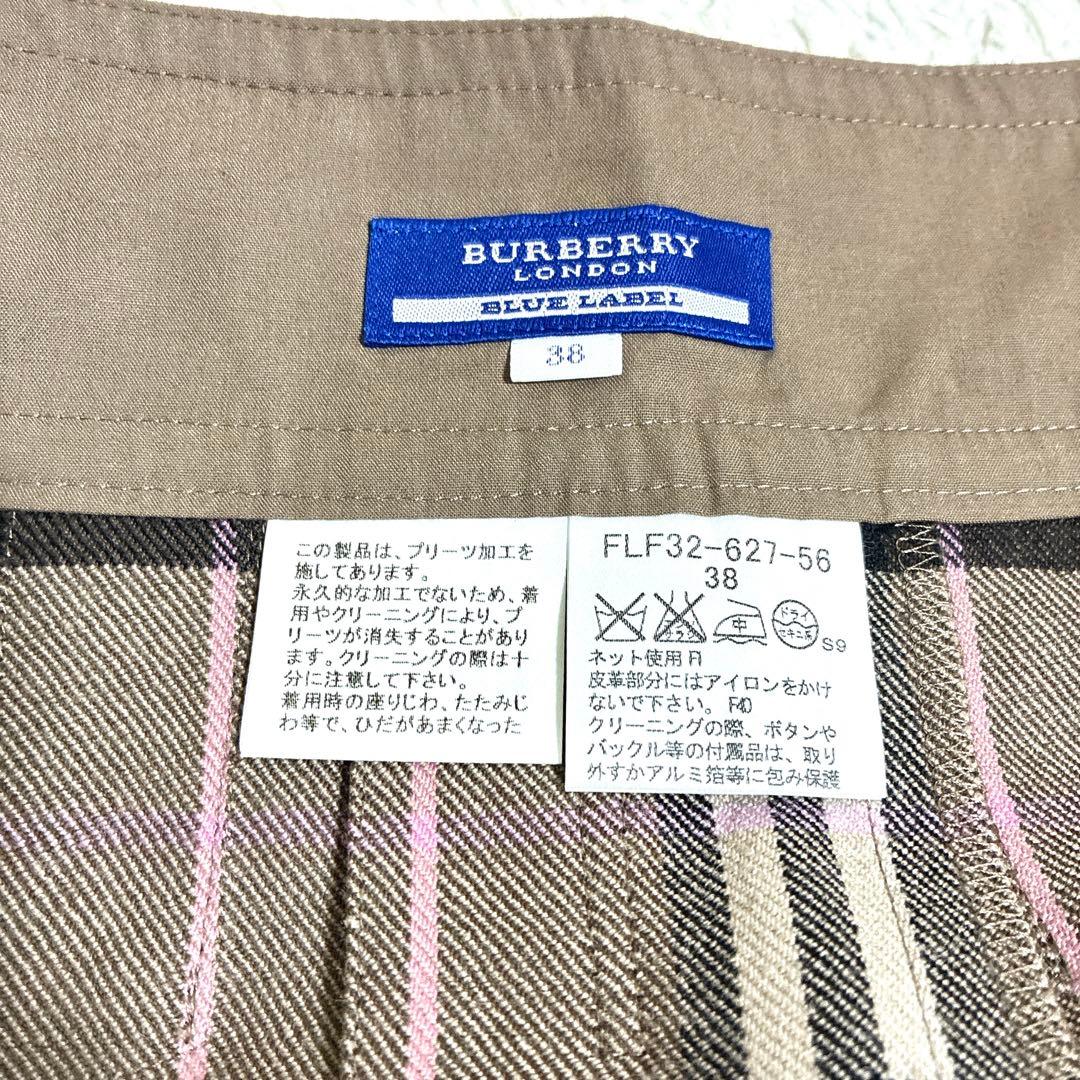 BURBERRY
LONDON
BLUE LABEL
38
この製品は、プリーツ加工を
施してあります。
永久的な加工でないため、着
用やクリーニングにより、プ
リーツが消失することがあり
ます。クリーニングの際は十
分に注意して下さい。
着用時の座りじわ、たたみじ
わ等で、ひだがあまくなった
FLF32-627-56
38
中
ドライ
セキユ系
S9
ネット使用 FI
皮革部分にはアイロンをかけ
ないで下さい。 F40
クリーニングの際、ボタンや
バックル等の付属品は、取り
外すかアルミ箔等に包み保護